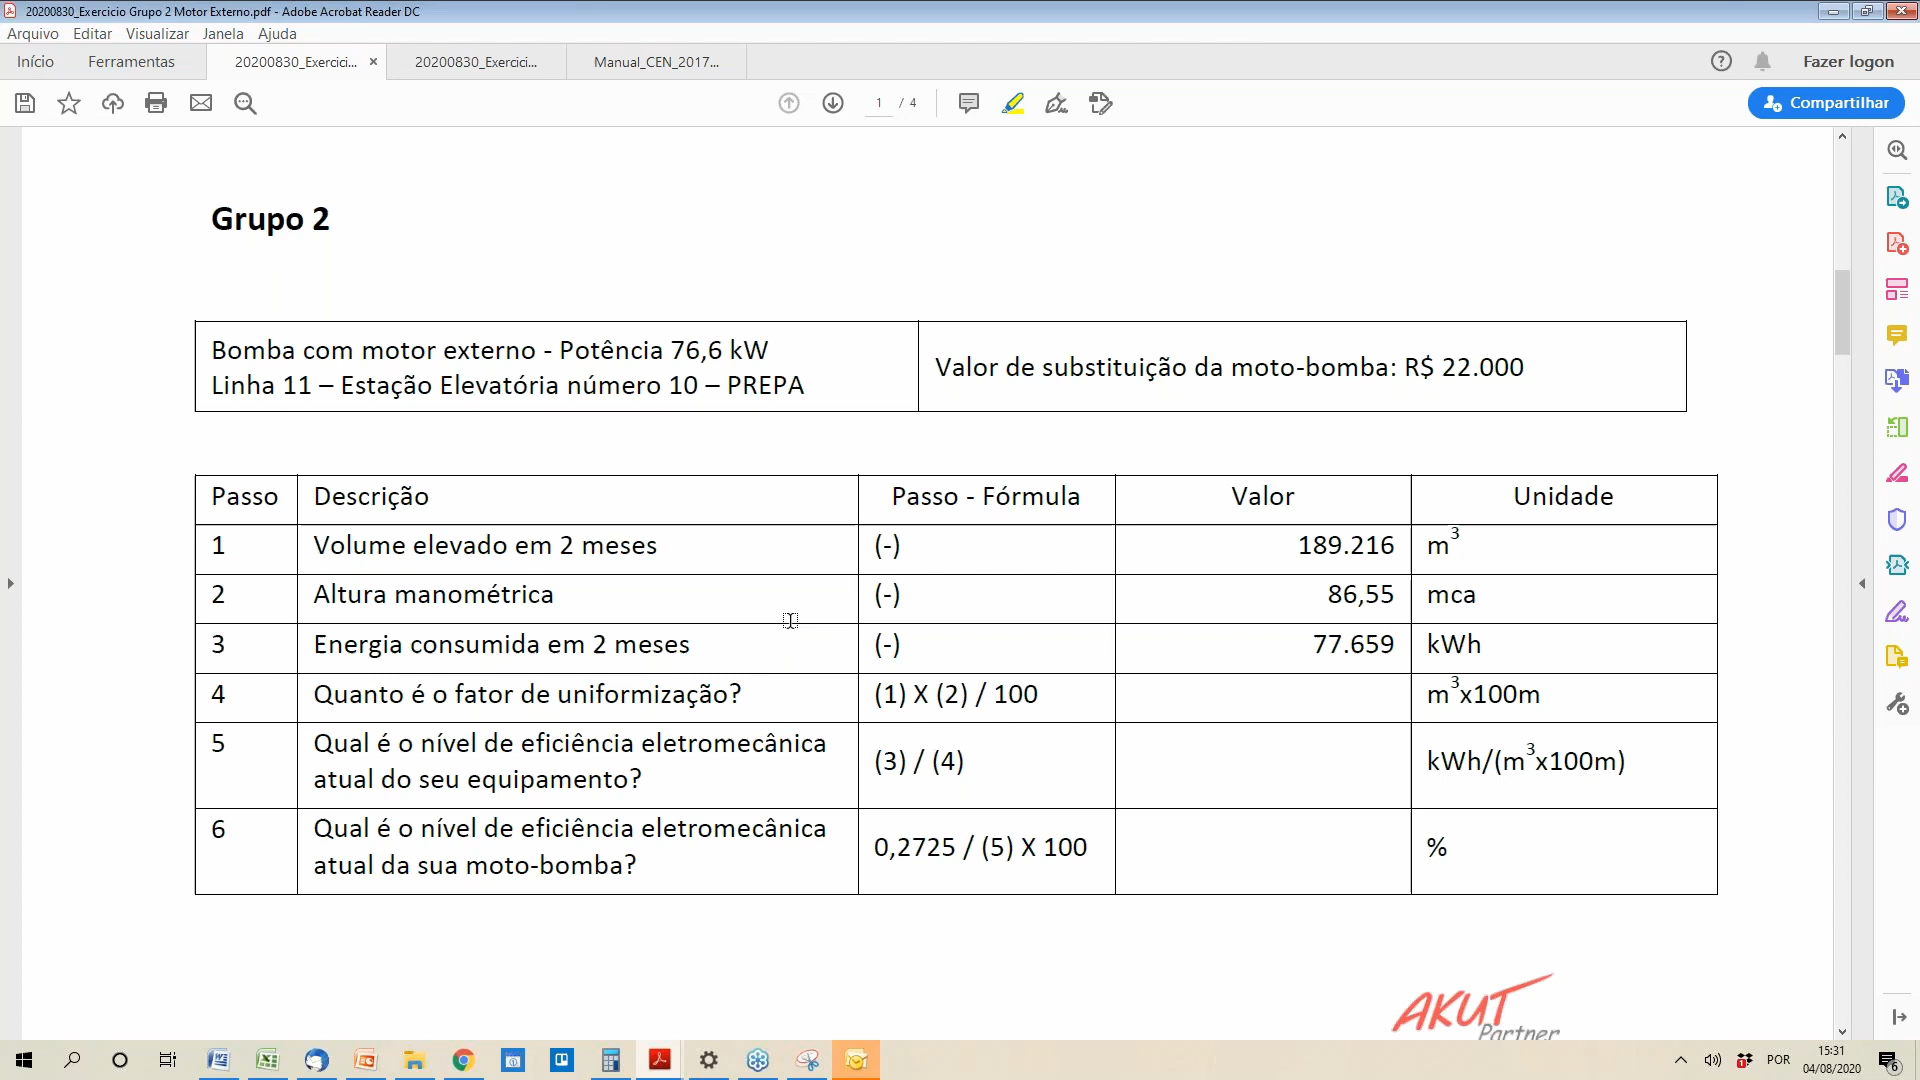 20200830_Exercicio Grupo 2 Motor Externo.pdf - Adobe Acrobat Reader DC
Arquivo Editar Visualizar Janela Ajuda
Início Ferramentas 20200830_Exercici... × 20200830_Exercici... Manual_CEN_2017... Fazer logon
1 / 4 Compartilhar
Grupo 2
Bomba com motor externo - Potência 76,6 kW
Linha 11 – Estação Elevatória número 10 – PREPA
Valor de substituição da moto-bomba: R$ 22.000
Passo Descrição Passo - Fórmula Valor Unidade
1 Volume elevado em 2 meses (-) 189.216 m³
2 Altura manométrica (-) 86,55 mca
3 Energia consumida em 2 meses (-) 77.659 kWh
4 Quanto é o fator de uniformização? (1) X (2) / 100 m³x100m
5 Qual é o nível de eficiência eletromecânica
atual do seu equipamento? (3) / (4) kWh/(m³x100m)
6 Qual é o nível de eficiência eletromecânica
atual da sua moto-bomba? 0,2725 / (5) X 100 %
AKUT
Partner
POR
15:31
04/08/2020
6